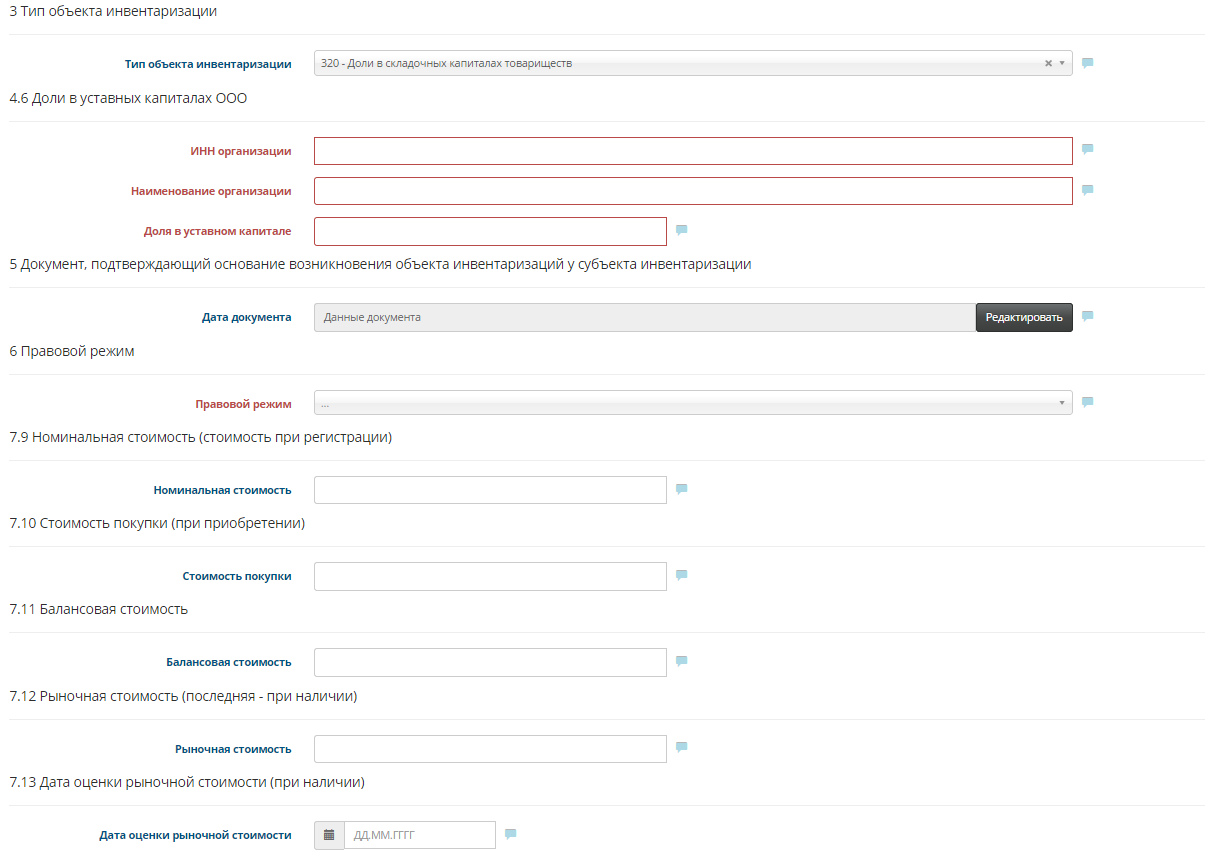 3 Тип объекта инвентаризации
Тип объекта инвентаризации
320 - Доли в складочных капиталах товариществ
4.6 Доли в уставных капиталах ООО
ИНН организации
Наименование организации
Доля в уставном капитале
5 Документ, подтверждающий основание возникновения объекта инвентаризаций у субъекта инвентаризации
Дата документа
Данные документа
Редактировать
6 Правовой режим
Правовой режим
...
7.9 Номинальная стоимость (стоимость при регистрации)
Номинальная стоимость
7.10 Стоимость покупки (при приобретении)
Стоимость покупки
7.11 Балансовая стоимость
Балансовая стоимость
7.12 Рыночная стоимость (последняя - при наличии)
Рыночная стоимость
7.13 Дата оценки рыночной стоимости (при наличии)
Дата оценки рыночной стоимости
ДД.ММ.ГГГГ